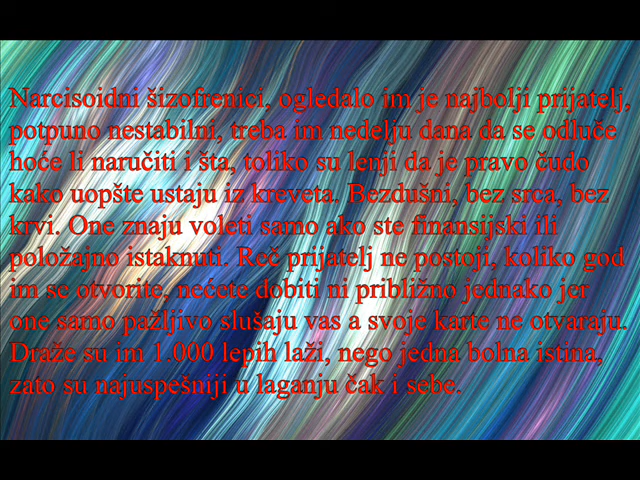 Narcisoidni šizofrenici, ogledalo im je najbolji prijatelj,
potpuno nestabilni, treba im nedelju dana da se odluče
hoće li naručiti i šta, toliko su lenji da je pravo čudo
kako uopšte ustaju iz kreveta. Bezdušni, bez srca, bez
krvi. One znaju voleti samo ako ste finansijski ili
položajno istaknuti. Reč prijatelj ne postoji, koliko god
im se otvorite, nećete dobiti ni približno jednako jer
one samo pažljivo slušaju vas a svoje karte ne otvaraju.
Draže su im 1.000 lepih laži, nego jedna bolna istina,
zato su najuspešniji u laganju čak i sebe.